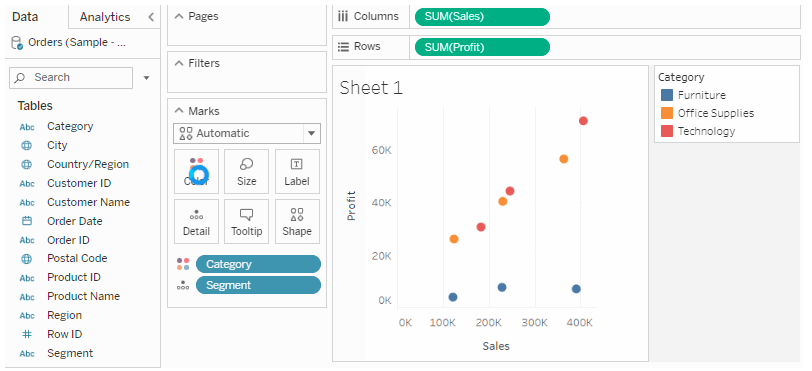 Data
Analytics
Orders (Sample - ...
Search
Tables
Abc Category
City
Country/Region
Abc Customer ID
Abc Customer Name
Order Date
Abc Order ID
Postal Code
Abc Product ID
Abc Product Name
Abc Region
Row ID
Abc Segment
Pages
Filters
Marks
Automatic
Color Size Label
Detail Tooltip Shape
Category
Segment
Columns SUM(Sales)
Rows SUM(Profit)
Sheet 1
Profit
60K
40K
20K
0K
0K 100K 200K 300K 400K
Sales
Category
Furniture
Office Supplies
Technology